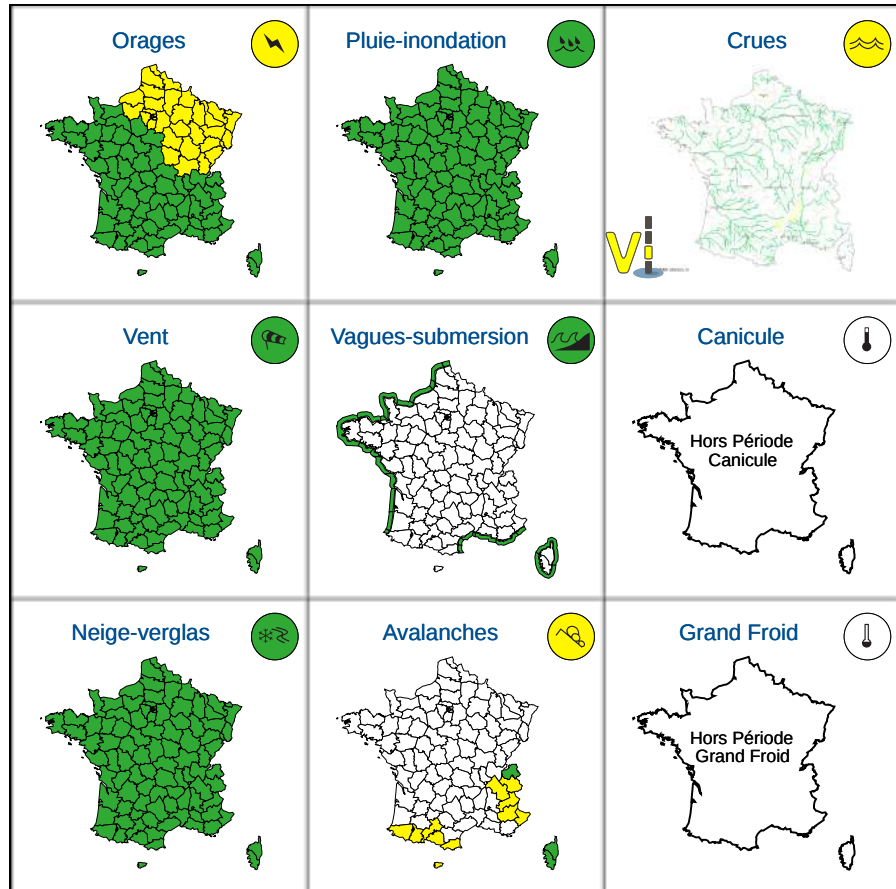 Orages
Pluie-inondation
Crues
Vi
Vent
Vagues-submersion
Canicule
Hors Période
Canicule
Neige-verglas
Avalanches
Grand Froid
Hors Période
Grand Froid